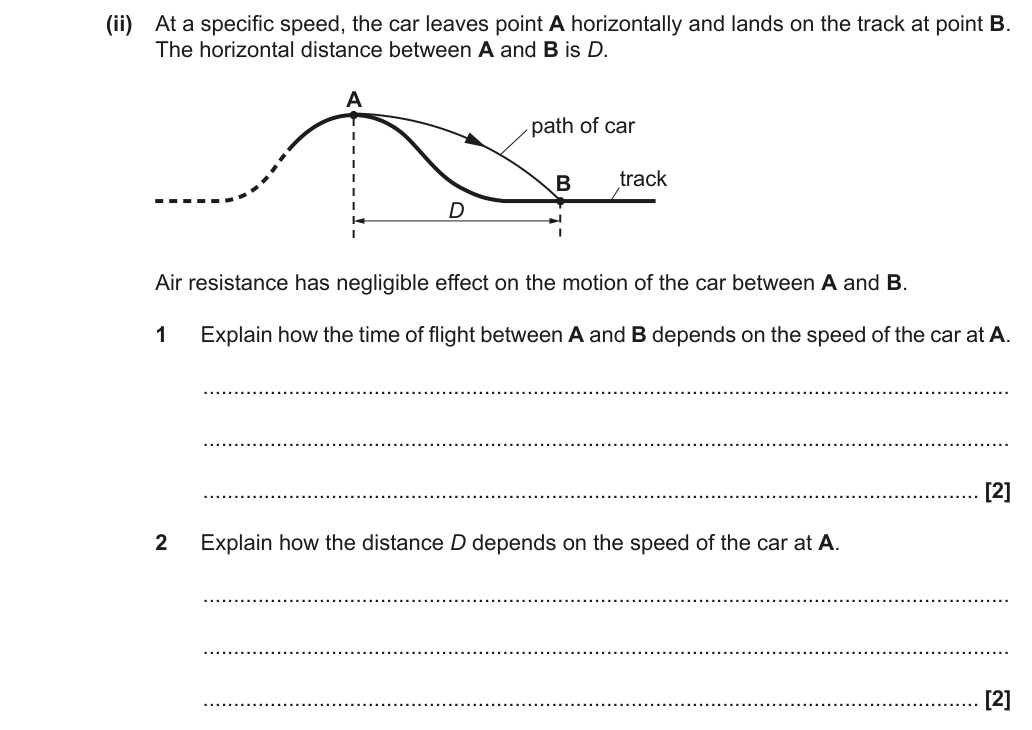 (ii) At a specific speed, the car leaves point A horizontally and lands on the track at point B.
The horizontal distance between A and B is D.
A
path of car
B
track
D
Air resistance has negligible effect on the motion of the car between A and B.
1 Explain how the time of flight between A and B depends on the speed of the car at A.
[2]
2 Explain how the distance D depends on the speed of the car at A.
[2]